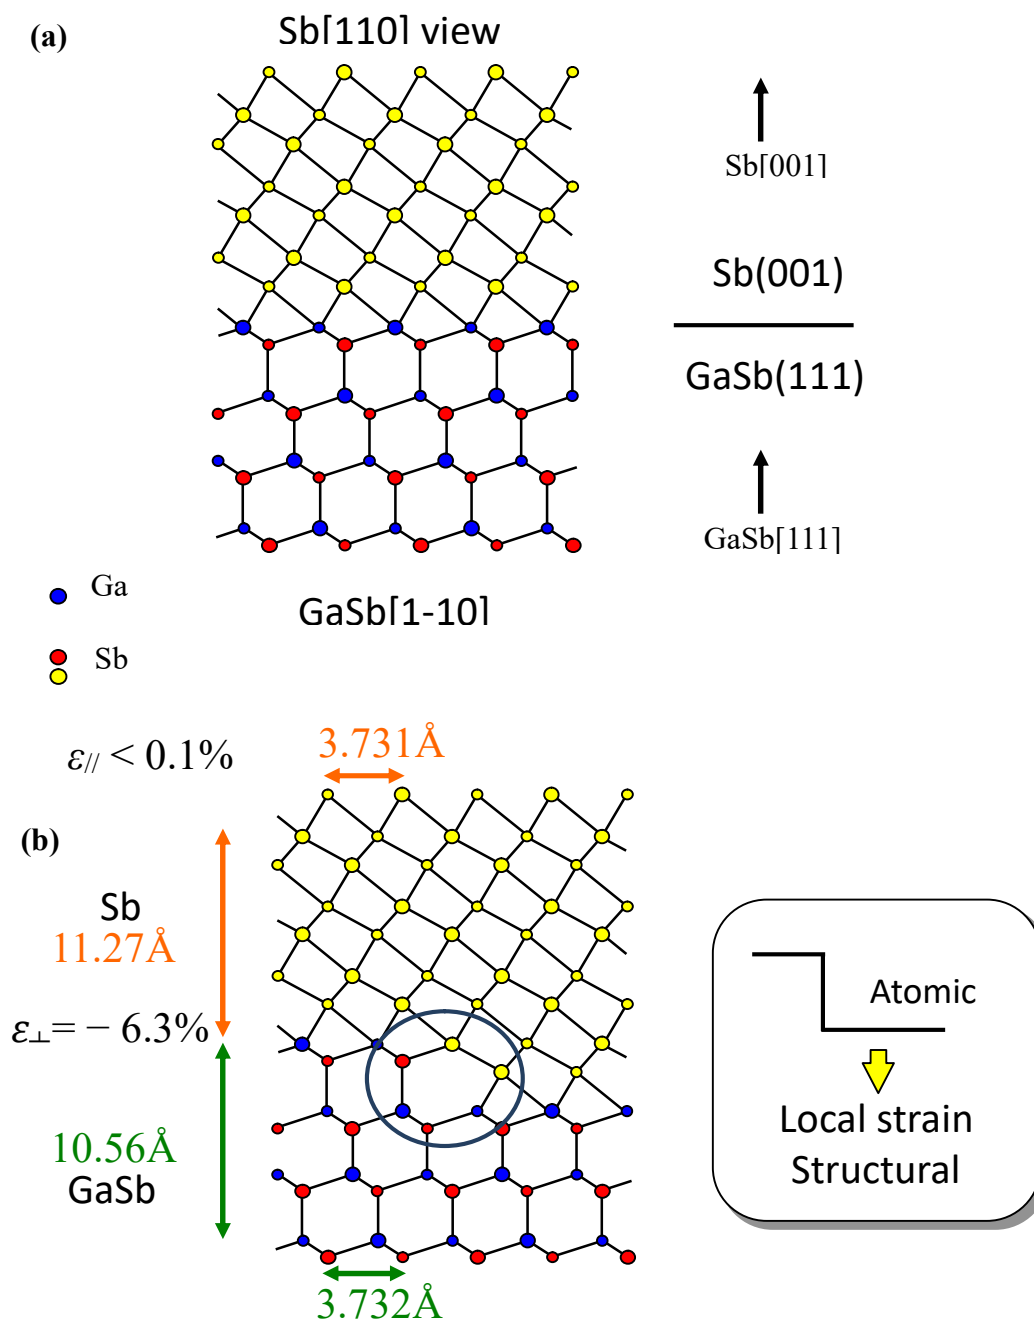 (a)
Sb[110] view
Sb[001]
Sb(001)
GaSb(111)
GaSb[111]
Ga
GaSb[1-10]
Sb
ε// < 0.1%
3.731Å
(b)
Sb
11.27Å
ε⊥= − 6.3%
Atomic
10.56Å
GaSb
Local strain
Structural
3.732Å